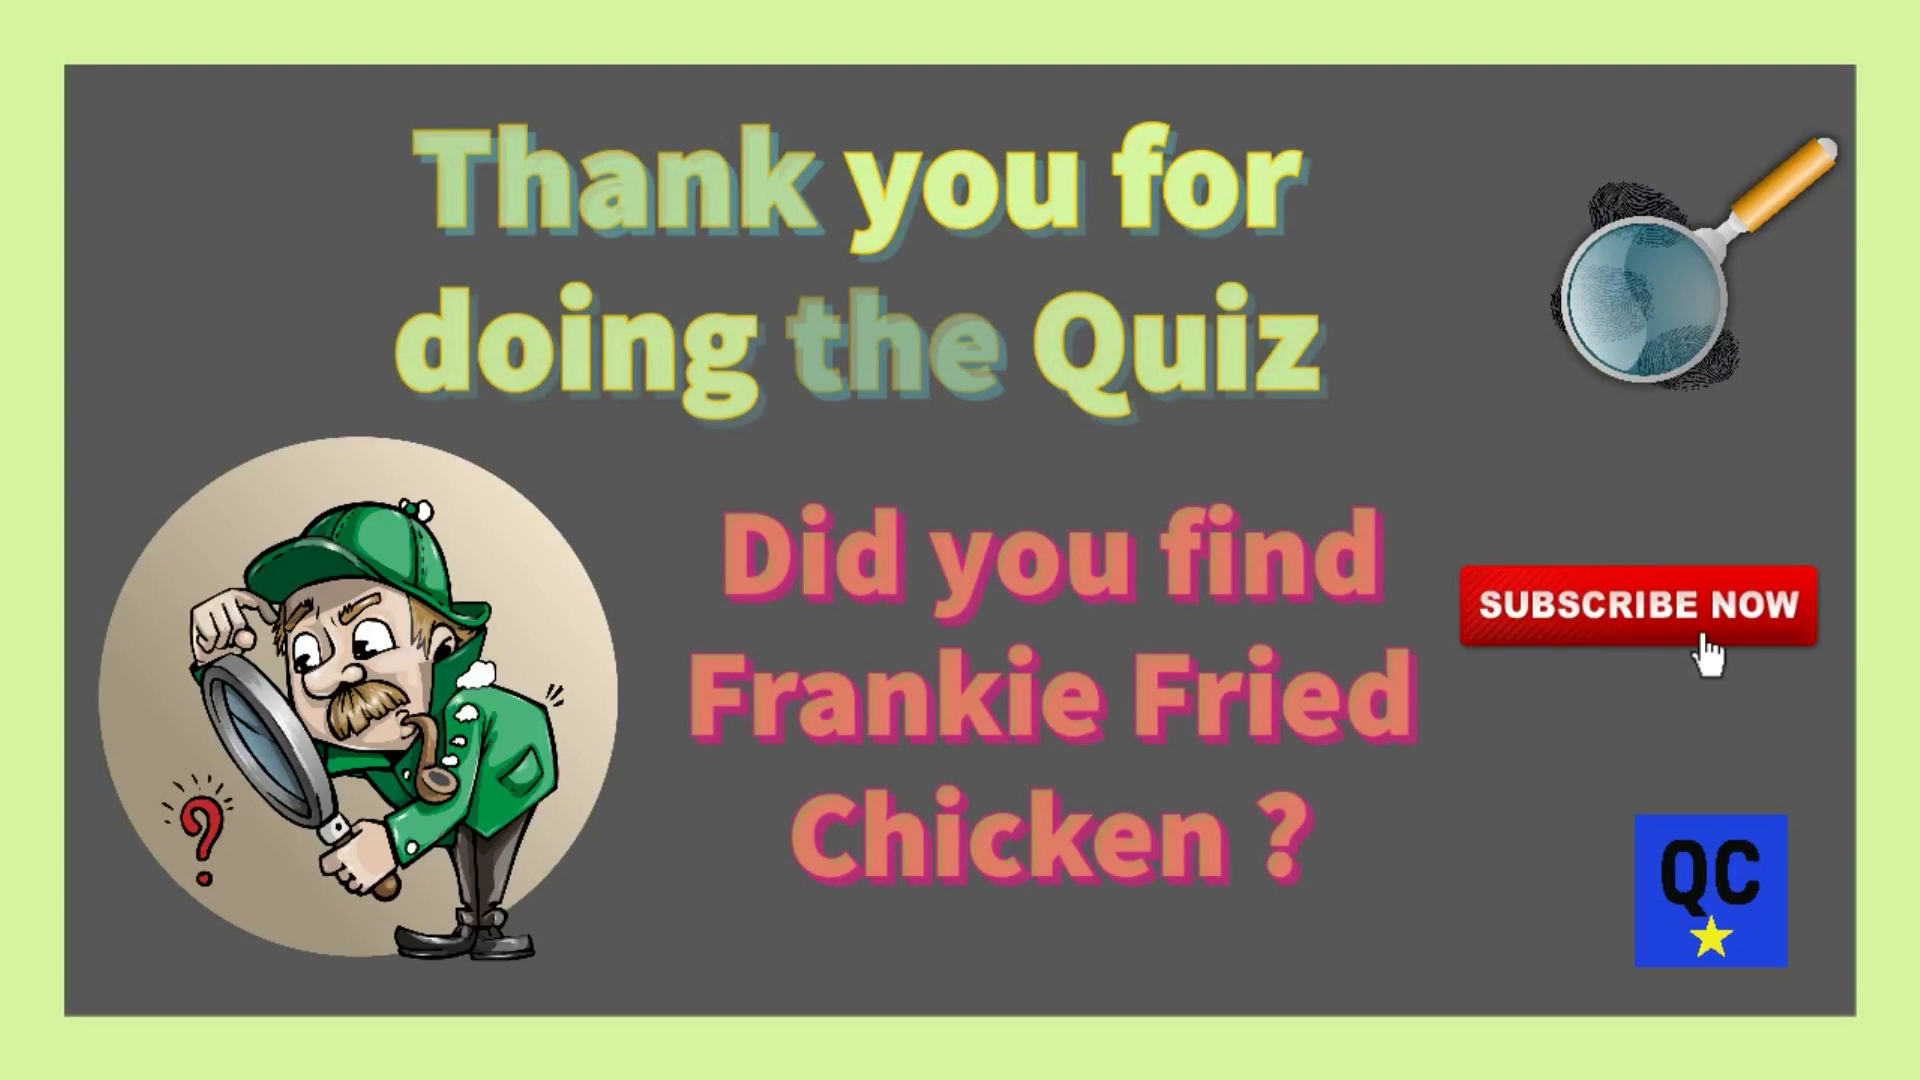 Thank you for
doing the Quiz
Did you find
Frankie Fried
Chicken ?
SUBSCRIBE NOW
?
QC